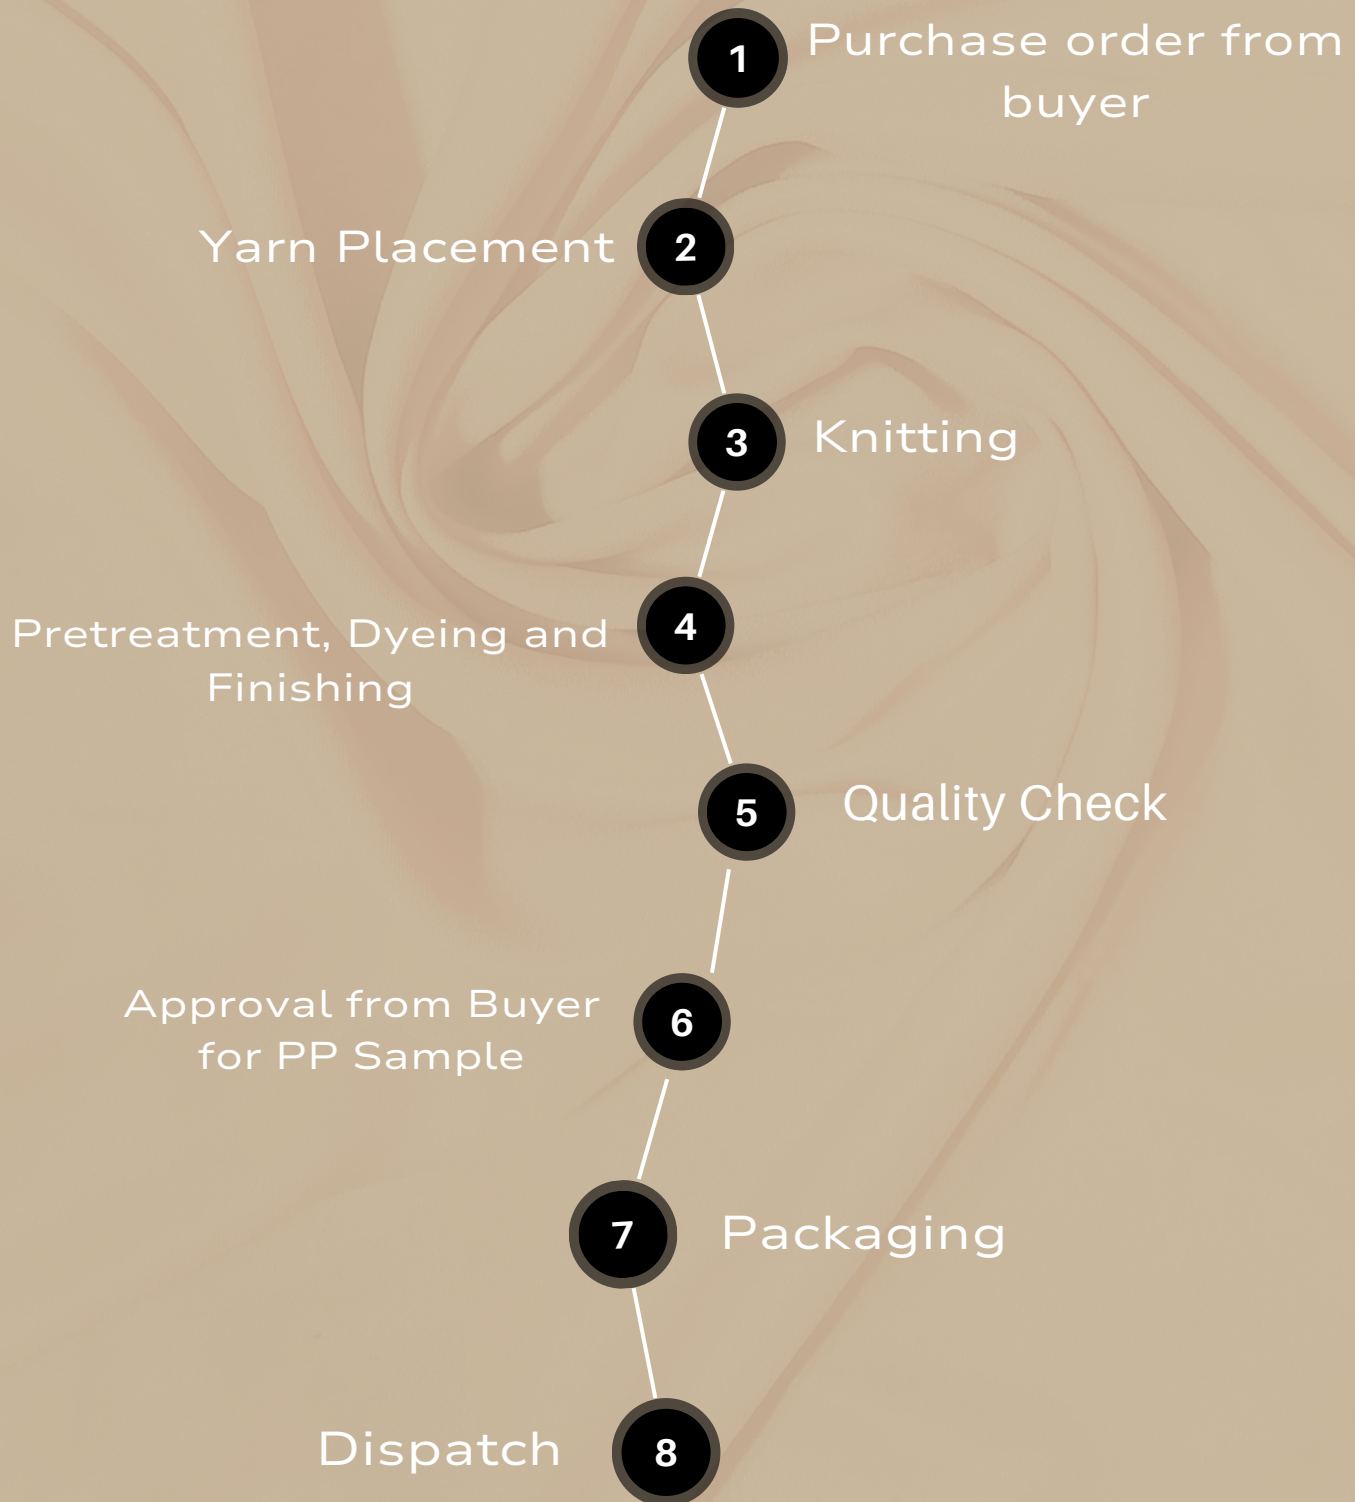 1
Purchase order from
buyer
Yarn Placement
2
3
Knitting
Pretreatment, Dyeing and
Finishing
4
5
Quality Check
Approval from Buyer
for PP Sample
6
7
Packaging
Dispatch
8